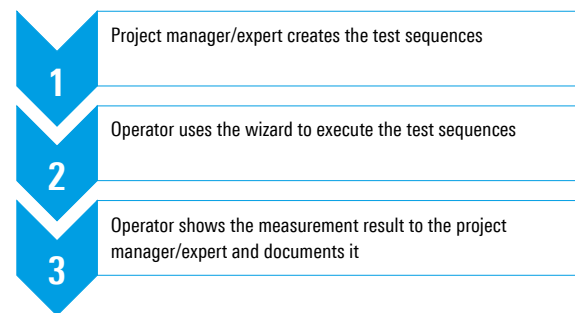 1
Project manager/expert creates the test sequences
2
Operator uses the wizard to execute the test sequences
3
Operator shows the measurement result to the project
manager/expert and documents it